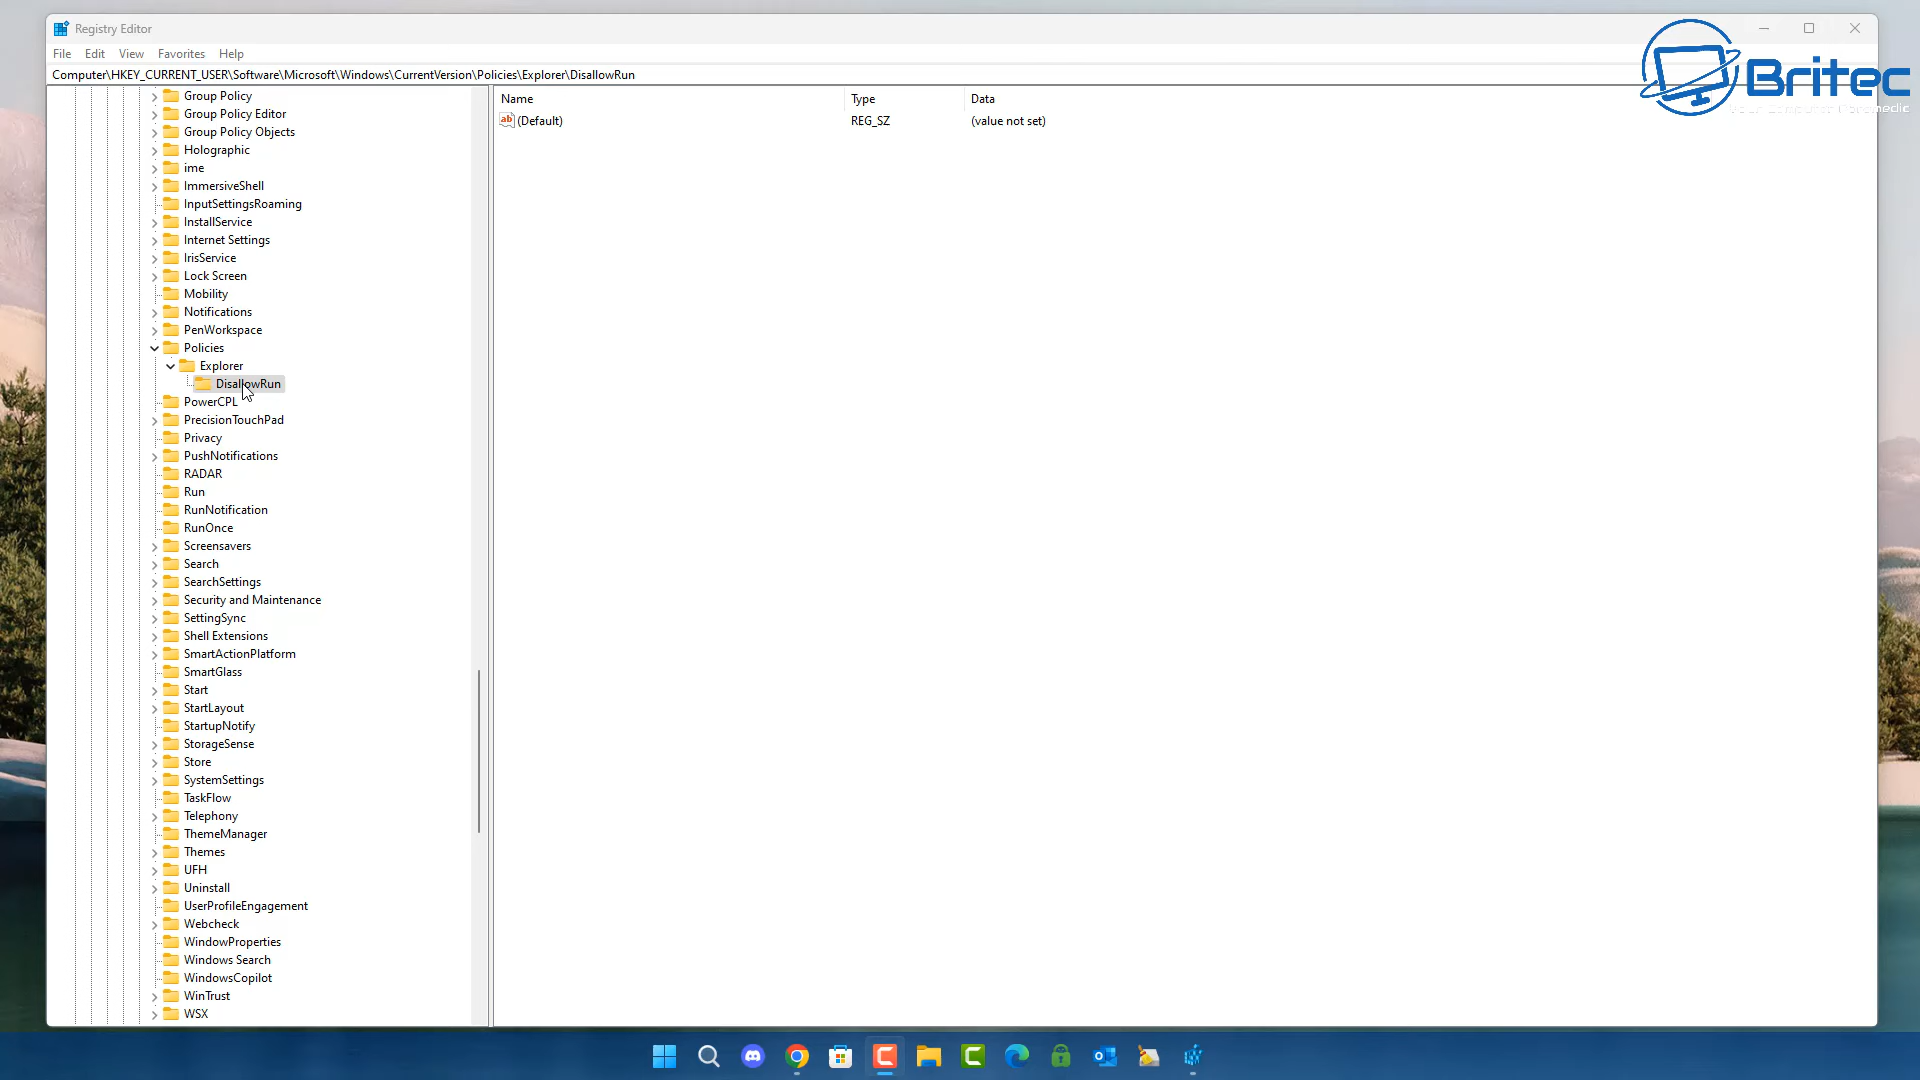 Registry Editor
File Edit View Favorites Help
Computer\HKEY_CURRENT_USER\Software\Microsoft\Windows\CurrentVersion\Policies\Explorer\DisallowRun
Britec
Name Type Data
(Default) REG_SZ (value not set)
Group Policy
Group Policy Editor
Group Policy Objects
Holographic
ime
ImmersiveShell
InputSettingsRoaming
InstallService
Internet Settings
IrisService
Lock Screen
Mobility
Notifications
PenWorkspace
Policies
Explorer
DisallowRun
PowerCPL
PrecisionTouchPad
Privacy
PushNotifications
RADAR
Run
RunNotification
RunOnce
Screensavers
Search
SearchSettings
Security and Maintenance
SettingSync
Shell Extensions
SmartActionPlatform
SmartGlass
Start
StartLayout
StartupNotify
StorageSense
Store
SystemSettings
TaskFlow
Telephony
ThemeManager
Themes
UFH
Uninstall
UserProfileEngagement
Webcheck
WindowProperties
Windows Search
WindowsCopilot
WinTrust
WSX